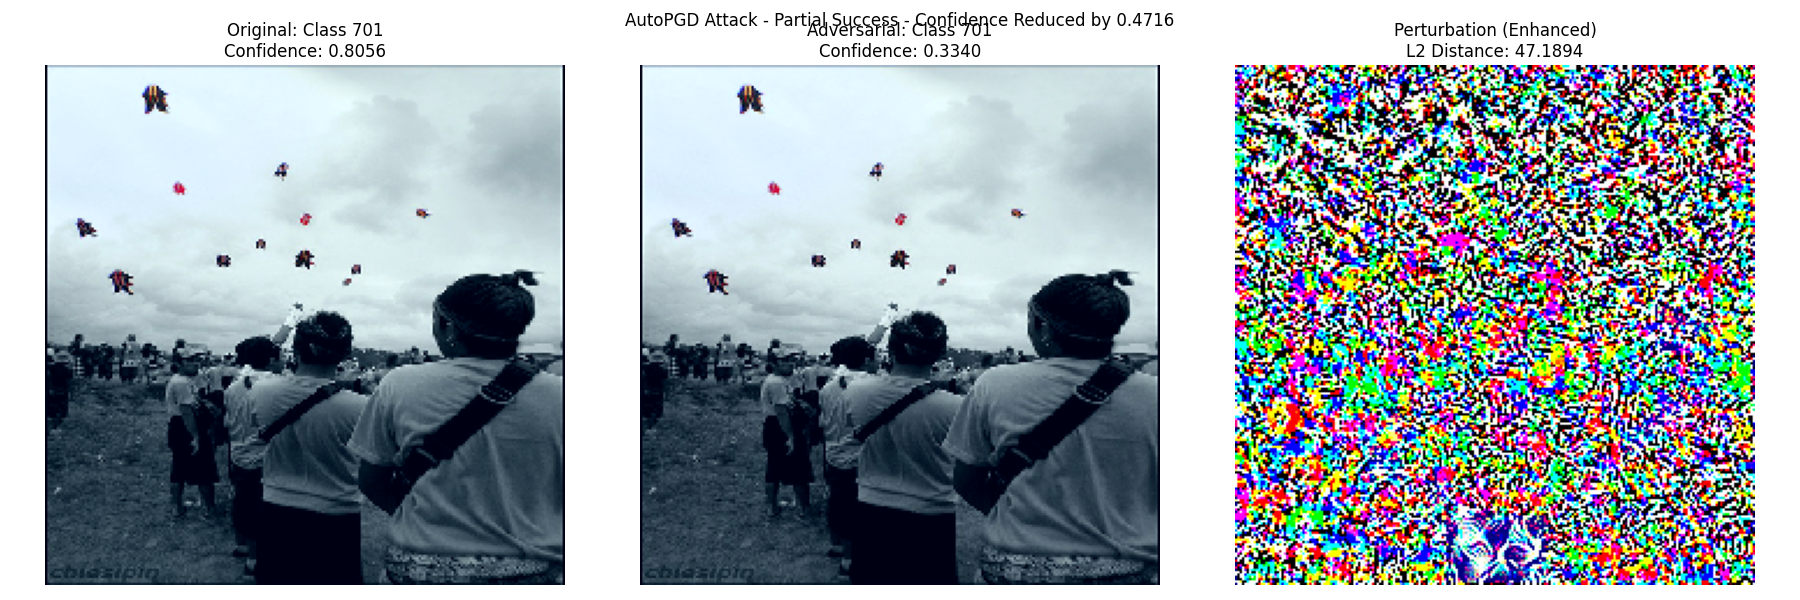 AutoPGD Attack - Partial Success - Confidence Reduced by 0.4716
Original: Class 701
Confidence: 0.8056
Adversarial: Class 701
Confidence: 0.3340
Perturbation (Enhanced)
L2 Distance: 47.1894
chiasipin
chiasipin